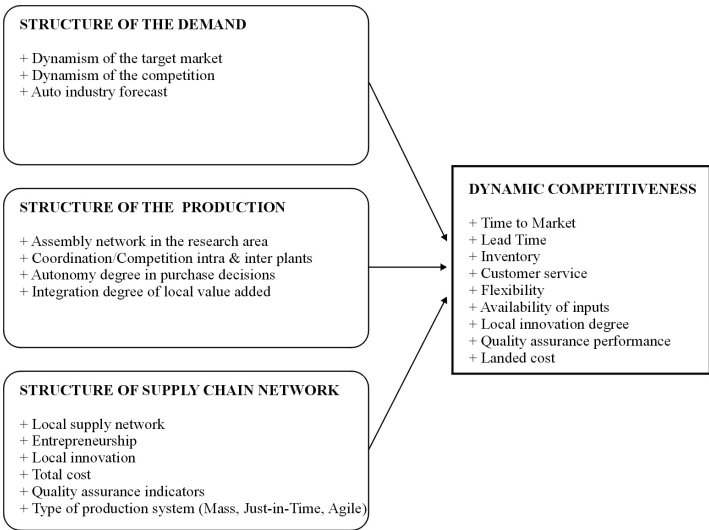 STRUCTURE OF THE DEMAND
+ Dynamism of the target market
+ Dynamism of the competition
+ Auto industry forecast
STRUCTURE OF THE PRODUCTION
+ Assembly network in the research area
+ Coordination/Competition intra & inter plants
+ Autonomy degree in purchase decisions
+ Integration degree of local value added
STRUCTURE OF SUPPLY CHAIN NETWORK
+ Local supply network
+ Entrepreneurship
+ Local innovation
+ Total cost
+ Quality assurance indicators
+ Type of production system (Mass, Just-in-Time, Agile)
DYNAMIC COMPETITIVENESS
+ Time to Market
+ Lead Time
+ Inventory
+ Customer service
+ Flexibility
+ Availability of inputs
+ Local innovation degree
+ Quality assurance performance
+ Landed cost